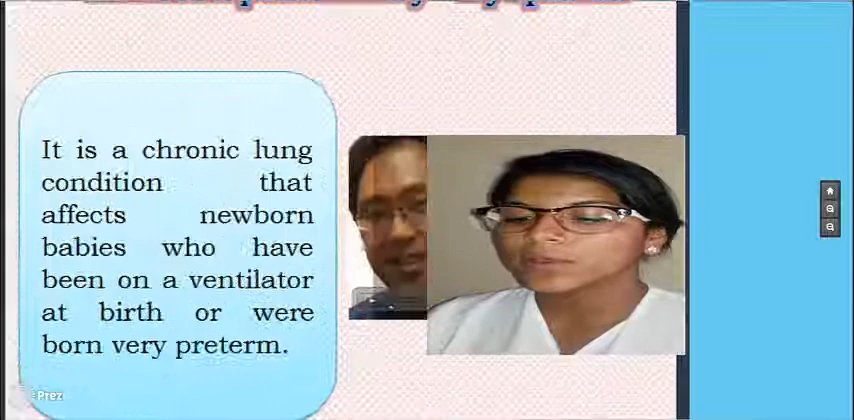 It is a chronic lung
condition that
affects newborn
babies who have
been on a ventilator
at birth or were
born very preterm.
Prez